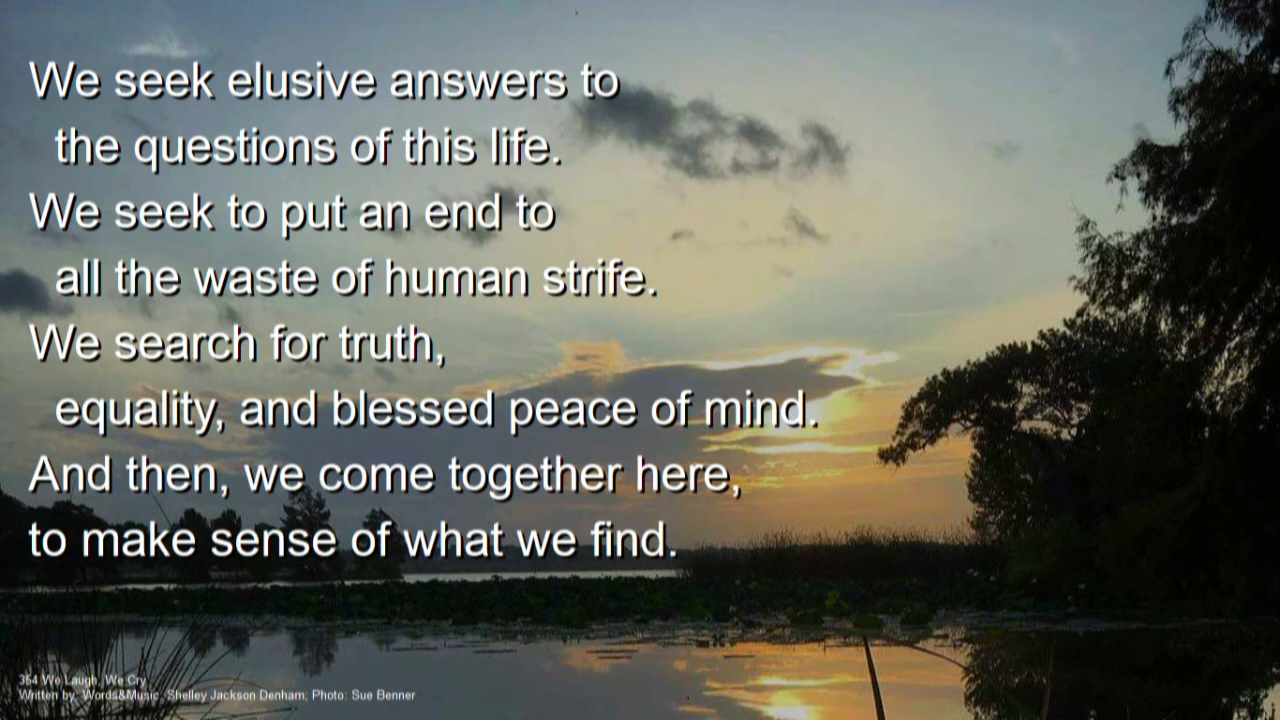 We seek elusive answers to
the questions of this life.
We seek to put an end to
all the waste of human strife.
We search for truth,
equality, and blessed peace of mind.
And then, we come together here,
to make sense of what we find.
354 We Laugh, We Cry
Written by: Words&Music: Shelley Jackson Denham; Photo: Sue Benner